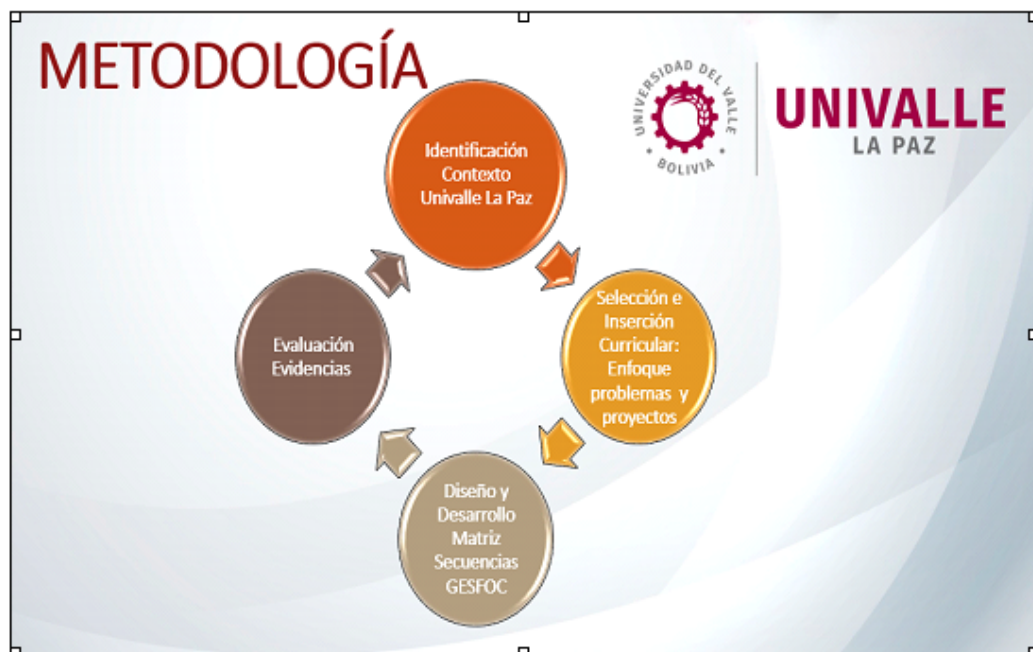 METODOLOGÍA
UNIVERSIDAD DEL VALLE
BOLIVIA
UNIVALLE
LA PAZ
Identificación
Contexto
Univalle La Paz
Selección e
Inserción
Curricular:
Enfoque
problemas y
proyectos
Diseño y
Desarrollo
Matriz
Secuencias
GESFOC
Evaluación
Evidencias